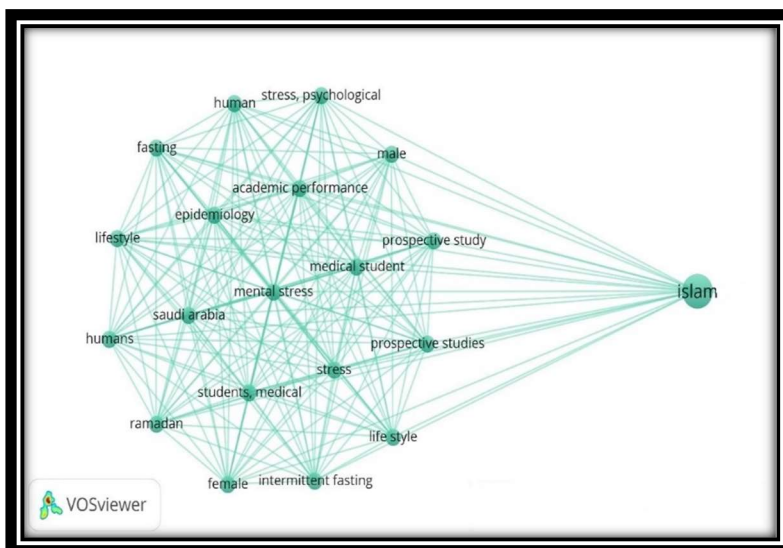 stress, psychological
human
fasting
male
academic performance
epidemiology
lifestyle
prospective study
medical student
mental stress
islam
saudi arabia
humans
prospective studies
stress
students, medical
ramadan
life style
female
intermittent fasting
VOSviewer